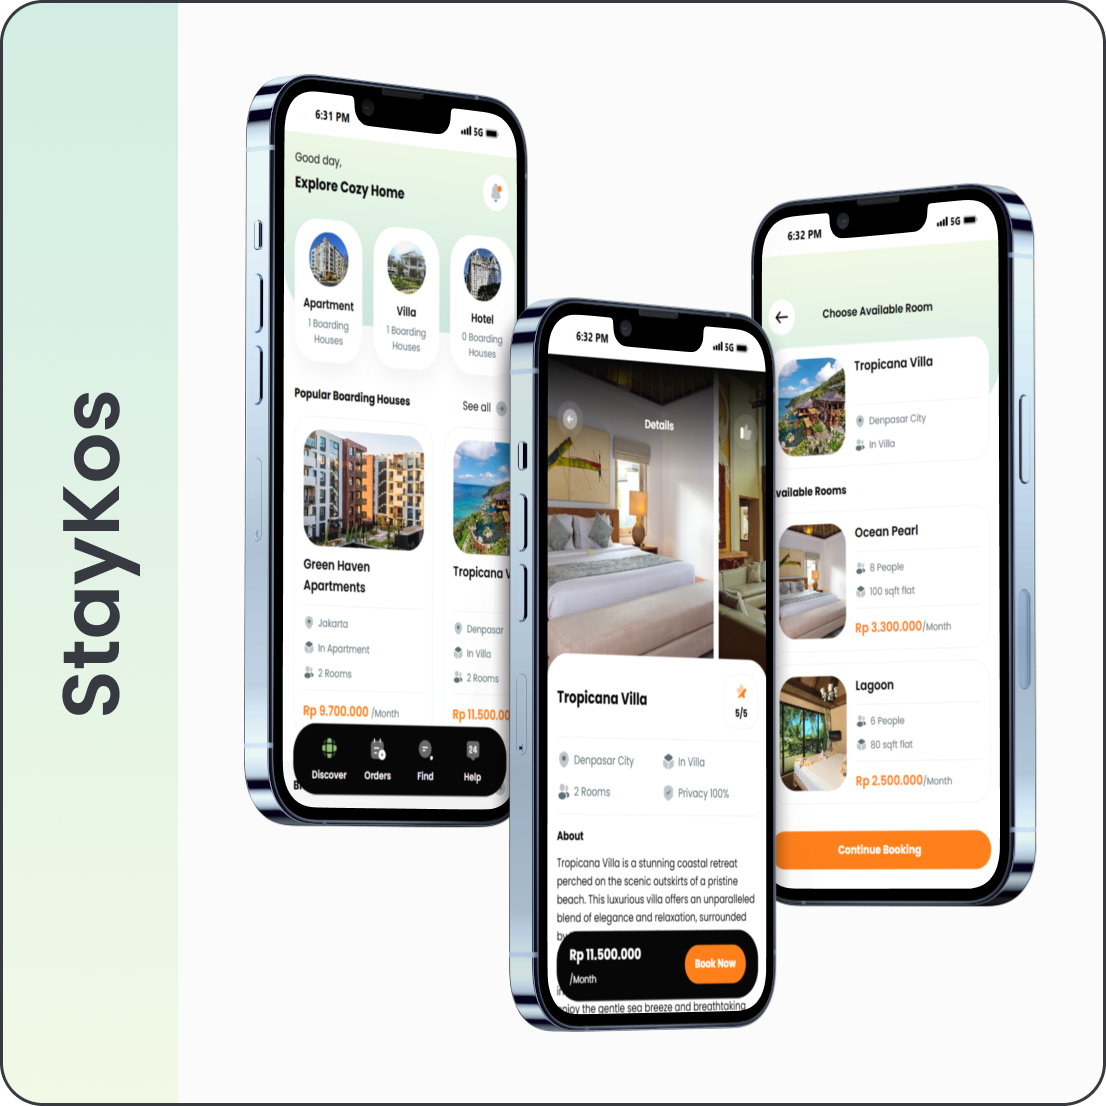 StayKos
6:31 PM
5G
Good day,
Explore Cozy Home
Apartment
1 Boarding
Houses
Villa
1 Boarding
Houses
Hotel
0 Boarding
Houses
Popular Boarding Houses
See all
Green Haven
Apartments
Jakarta
In Apartment
2 Rooms
Rp 9.700.000 /Month
Tropicana V
Denpasar
In Villa
2 Rooms
Rp 11.500.00
Discover
Orders
Find
24
Help
6:32 PM
5G
Details
Tropicana Villa
5/5
Denpasar City
In Villa
2 Rooms
Privacy 100%
About
Tropicana Villa is a stunning coastal retreat
perched on the scenic outskirts of a pristine
beach. This luxurious villa offers an unparalleled
blend of elegance and relaxation, surrounded
by
Rp 11.500.000
/Month
Book Now
enjoy the gentle sea breeze and breathtaking
6:32 PM
5G
Choose Available Room
Tropicana Villa
Denpasar City
In Villa
vailable Rooms
Ocean Pearl
8 People
100 sqft flat
Rp 3.300.000/Month
Lagoon
6 People
80 sqft flat
Rp 2.500.000/Month
Continue Booking